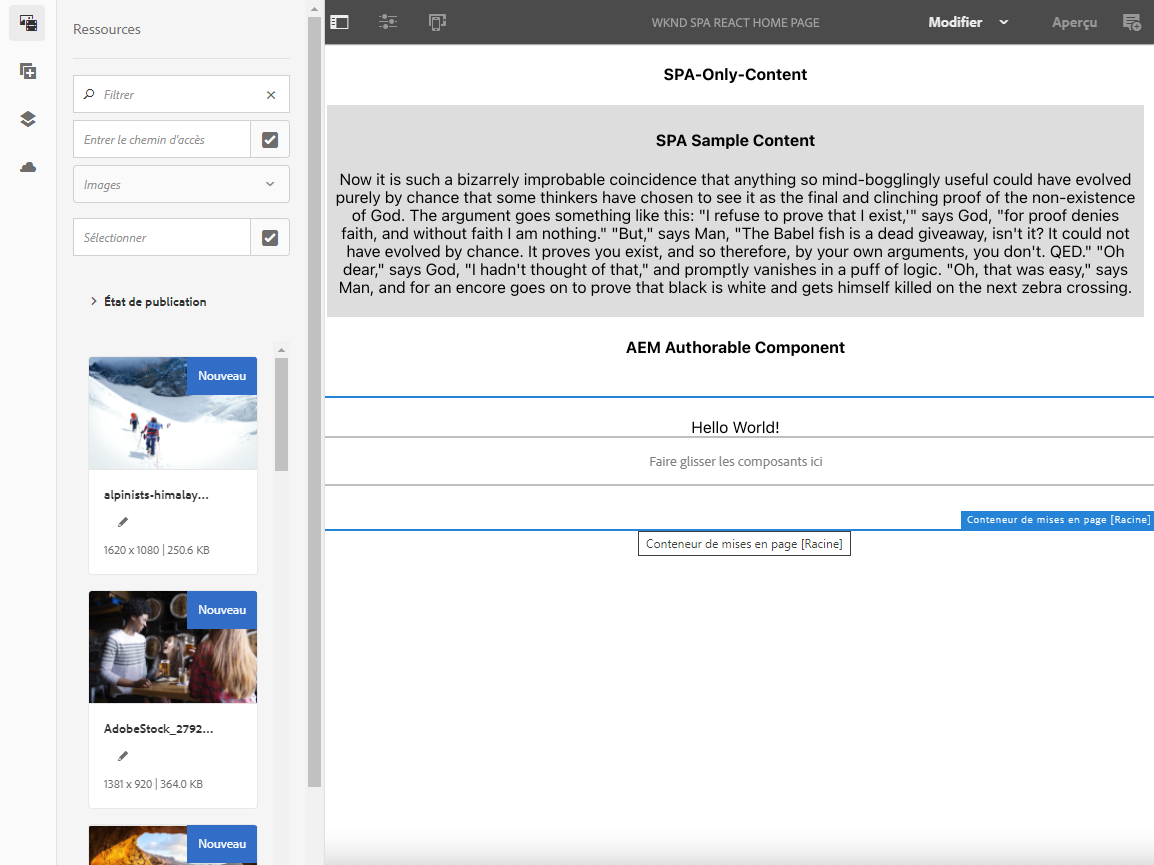 Ressources
Filtrer
Entrer le chemin d'accès
Images
Sélectionner
État de publication
Nouveau
alpinists-himalay...
1620 x 1080 | 250.6 KB
Nouveau
AdobeStock_2792...
1381 x 920 | 364.0 KB
Nouveau
WKND SPA REACT HOME PAGE
Modifier
Aperçu
SPA-Only-Content
SPA Sample Content
Now it is such a bizarrely improbable coincidence that anything so mind-bogglingly useful could have evolved
purely by chance that some thinkers have chosen to see it as the final and clinching proof of the non-existence
of God. The argument goes something like this: "I refuse to prove that I exist,'" says God, "for proof denies
faith, and without faith I am nothing." "But," says Man, "The Babel fish is a dead giveaway, isn't it? It could not
have evolved by chance. It proves you exist, and so therefore, by your own arguments, you don't. QED." "Oh
dear," says God, "I hadn't thought of that," and promptly vanishes in a puff of logic. "Oh, that was easy," says
Man, and for an encore goes on to prove that black is white and gets himself killed on the next zebra crossing.
AEM Authorable Component
Hello World!
Faire glisser les composants ici
Conteneur de mises en page [Racine]
Conteneur de mises en page [Racine]